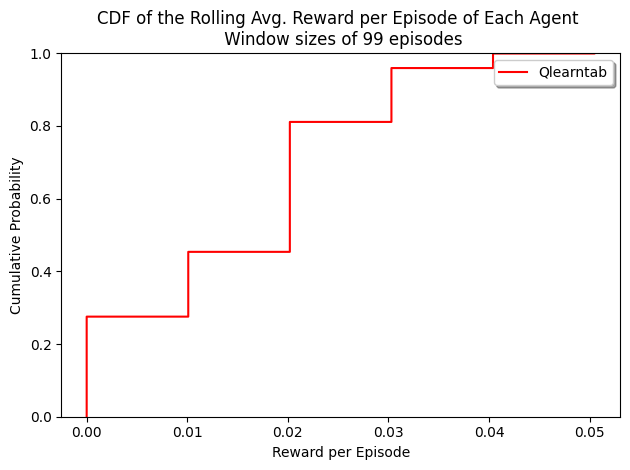 CDF of the Rolling Avg. Reward per Episode of Each Agent
Window sizes of 99 episodes
Qlearntab
Cumulative Probability
1.0
0.8
0.6
0.4
0.2
0.0
0.00 0.01 0.02 0.03 0.04 0.05
Reward per Episode